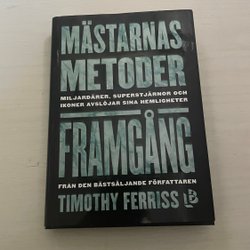 MÄSTARNAS
METODER
MILJARDÄRER, SUPERSTJÄRNOR OCH
IKONER AVSLÖJAR SINA HEMLIGHETER
FRAMGÅNG
FRÅN DEN BÄSTSÄLJANDE FÖRFATTAREN
TIMOTHY FERRISS